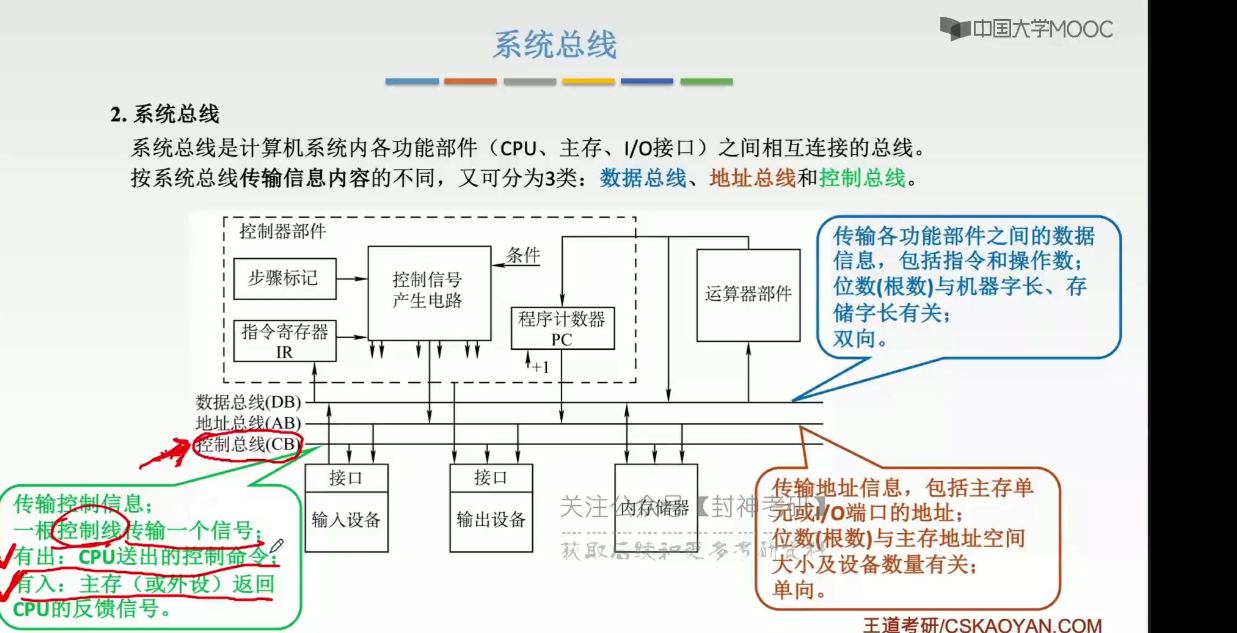 中国大学MOOC
系统总线
2. 系统总线
系统总线是计算机系统内各功能部件（CPU、主存、I/O接口）之间相互连接的总线。
按系统总线传输信息内容的不同，又可分为3类：数据总线、地址总线和控制总线。
控制器部件
步骤标记
控制信号
产生电路
条件
指令寄存器
IR
程序计数器
PC
+1
运算器部件
传输各功能部件之间的数据
信息，包括指令和操作数；
位数(根数)与机器字长、存
储字长有关；
双向。
数据总线(DB)
地址总线(AB)
控制总线(CB)
接口
输入设备
接口
输出设备
内存储器
传输控制信息；
一根控制线传输一个信号；
有出：CPU送出的控制命令；
有入：主存（或外设）返回
CPU的反馈信号。
传输地址信息，包括主存单
元或I/O端口的地址；
位数(根数)与主存地址空间
大小及设备数量有关；
单向。
关注公众号【封神考研】
获取后续和更多考研资料
王道考研/CSKAOYAN.COM